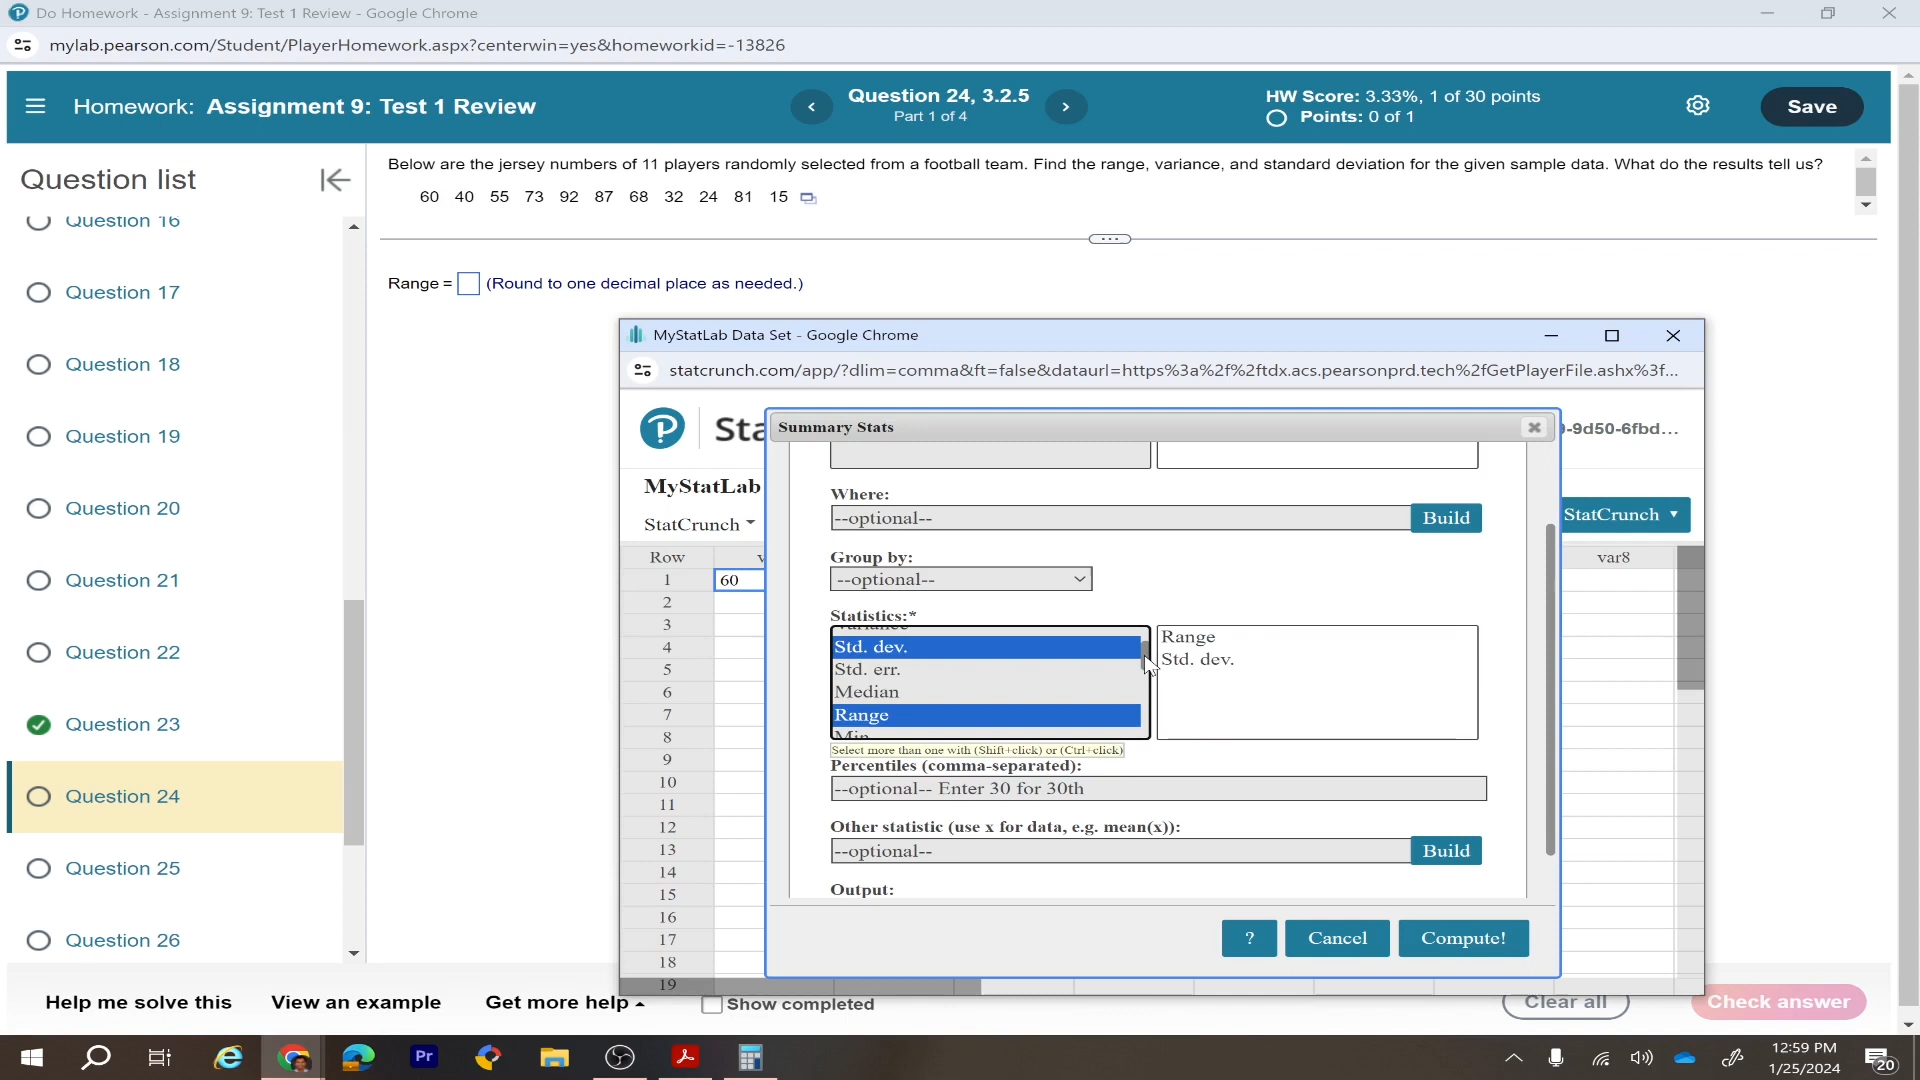 Do Homework - Assignment 9: Test 1 Review - Google Chrome
mylab.pearson.com/Student/PlayerHomework.aspx?centerwin=yes&homeworkid=-13826
Homework: Assignment 9: Test 1 Review
Question 24, 3.2.5
Part 1 of 4
HW Score: 3.33%, 1 of 30 points
Points: 0 of 1
Save
Question list
Question 16
Question 17
Question 18
Question 19
Question 20
Question 21
Question 22
Question 23
Question 24
Question 25
Question 26
Below are the jersey numbers of 11 players randomly selected from a football team. Find the range, variance, and standard deviation for the given sample data. What do the results tell us?
60 40 55 73 92 87 68 32 24 81 15
Range = (Round to one decimal place as needed.)
MyStatLab Data Set - Google Chrome
statcrunch.com/app/?dlim=comma&ft=false&dataurl=https%3a%2f%2ftdx.acs.pearsonprd.tech%2fGetPlayerFile.ashx%3f...
Sta
-9d50-6fbd...
MyStatLab
StatCrunch
StatCrunch
Row
var8
1 60
2
3
4
5
6
7
8
9
10
11
12
13
14
15
16
17
18
19
Summary Stats
Where:
--optional--
Build
Group by:
--optional--
Statistics:*
Variance
Std. dev.
Std. err.
Median
Range
Min
Range
Std. dev.
Select more than one with (Shift+click) or (Ctrl+click)
Percentiles (comma-separated):
--optional-- Enter 30 for 30th
Other statistic (use x for data, e.g. mean(x)):
--optional--
Build
Output:
?
Cancel
Compute!
Help me solve this
View an example
Get more help
Show completed
Clear all
Check answer
Pr
12:59 PM
1/25/2024
20